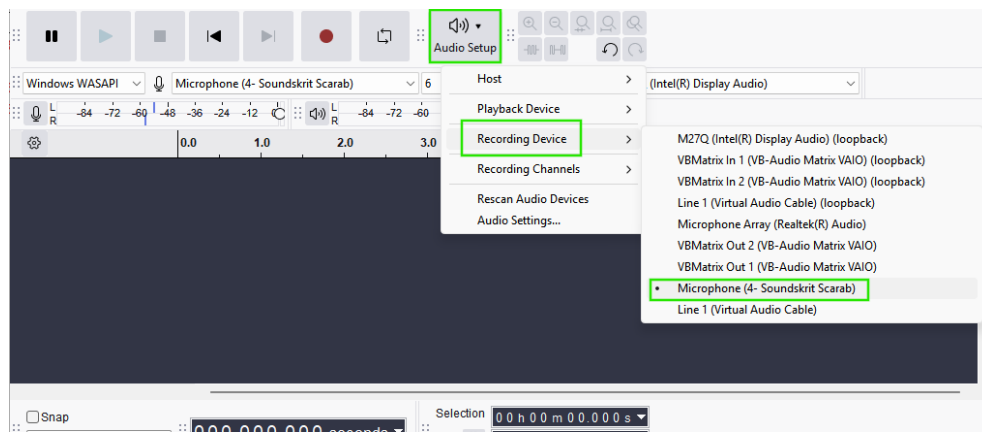 Audio Setup
Windows WASAPI
Microphone (4- Soundskrit Scarab)
6
(Intel(R) Display Audio)
L
R
-84 -72 -60 -48 -36 -24 -12
L
R
-84 -72 -60
0.0 1.0 2.0 3.0
Host
Playback Device
Recording Device
Recording Channels
Rescan Audio Devices
Audio Settings...
M27Q (Intel(R) Display Audio) (loopback)
VBMatrix In 1 (VB-Audio Matrix VAIO) (loopback)
VBMatrix In 2 (VB-Audio Matrix VAIO) (loopback)
Line 1 (Virtual Audio Cable) (loopback)
Microphone Array (Realtek(R) Audio)
VBMatrix Out 2 (VB-Audio Matrix VAIO)
VBMatrix Out 1 (VB-Audio Matrix VAIO)
Microphone (4- Soundskrit Scarab)
Line 1 (Virtual Audio Cable)
Snap
000,000,000 seconds
Selection
00 h 00 m 00.000 s